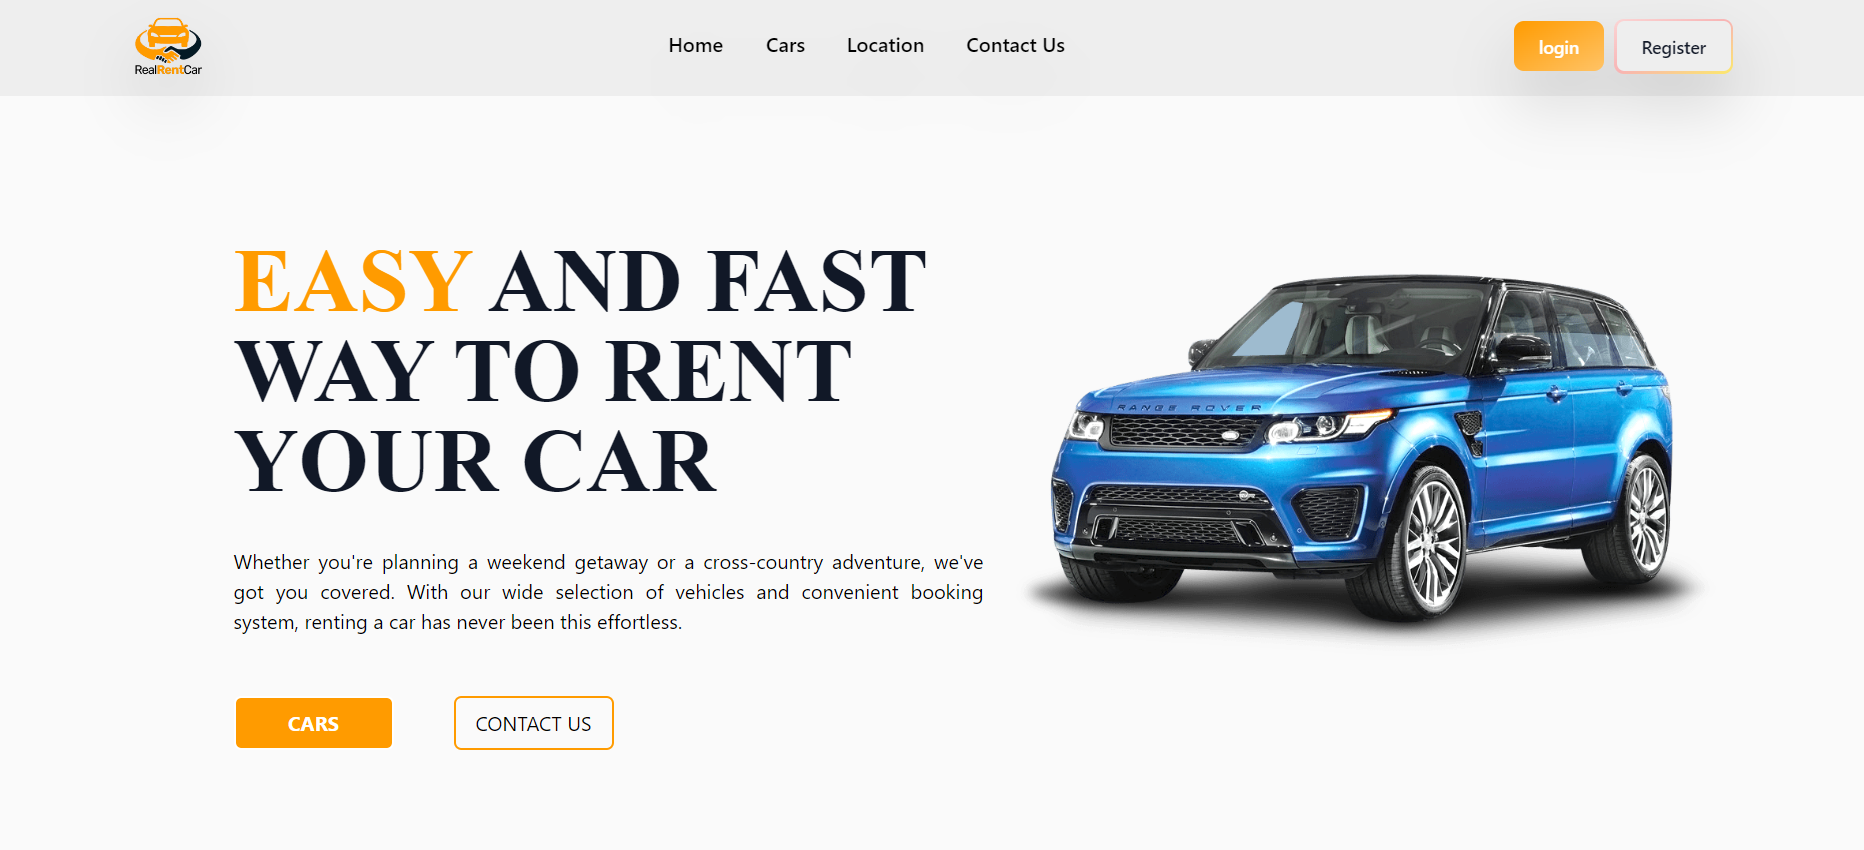 RealRentCar
Home
Cars
Location
Contact Us
login
Register
EASY AND FAST
WAY TO RENT
YOUR CAR
Whether you're planning a weekend getaway or a cross-country adventure, we've
got you covered. With our wide selection of vehicles and convenient booking
system, renting a car has never been this effortless.
RANGE ROVER
CARS
CONTACT US